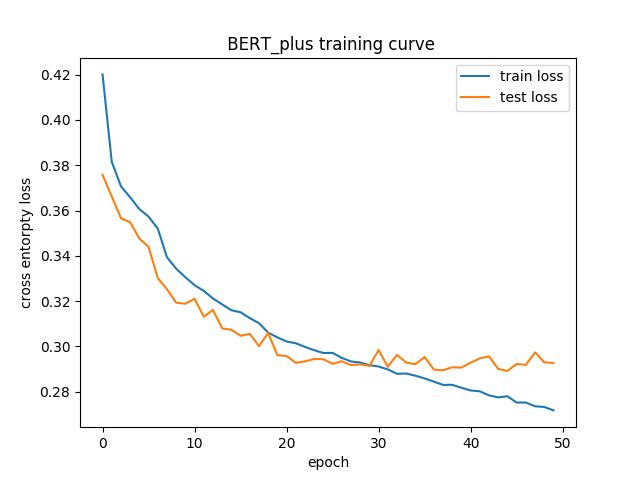 BERT_plus training curve
train loss
test loss
0.42
0.40
0.38
0.36
0.34
0.32
0.30
0.28
cross entorpty loss
0
10
20
30
40
50
epoch